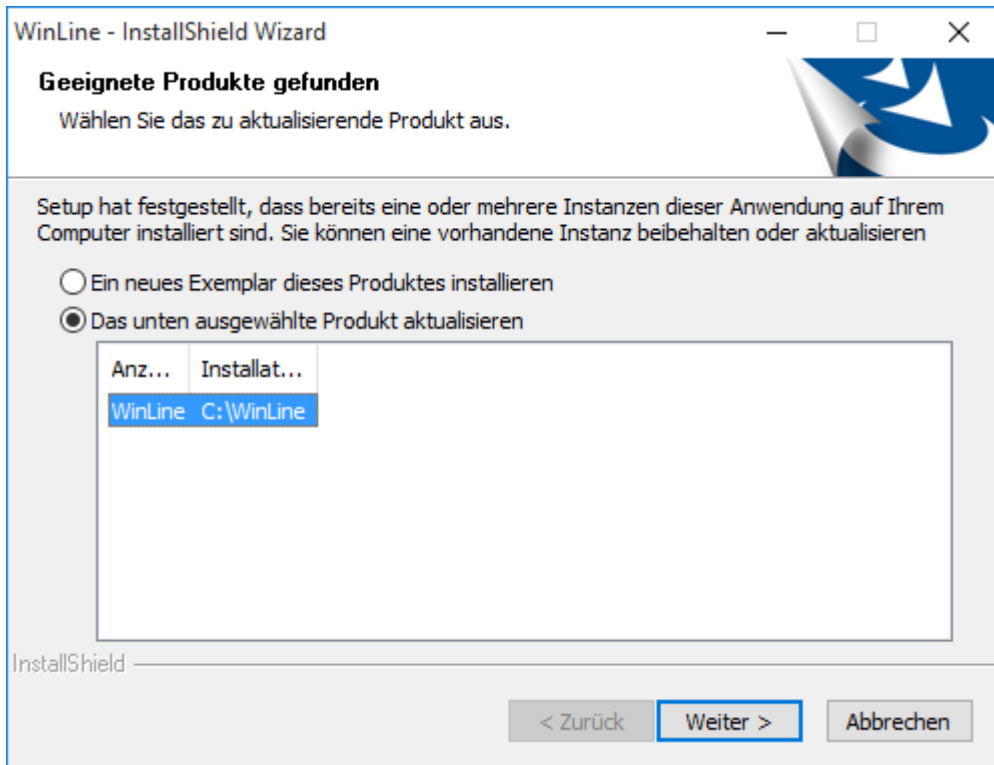 WinLine - InstallShield Wizard
Geeignete Produkte gefunden
Wählen Sie das zu aktualisierende Produkt aus.
Setup hat festgestellt, dass bereits eine oder mehrere Instanzen dieser Anwendung auf Ihrem
Computer installiert sind. Sie können eine vorhandene Instanz beibehalten oder aktualisieren
Ein neues Exemplar dieses Produktes installieren
Das unten ausgewählte Produkt aktualisieren
Anz... Installat...
WinLine C:\WinLine
InstallShield
< Zurück Weiter > Abbrechen